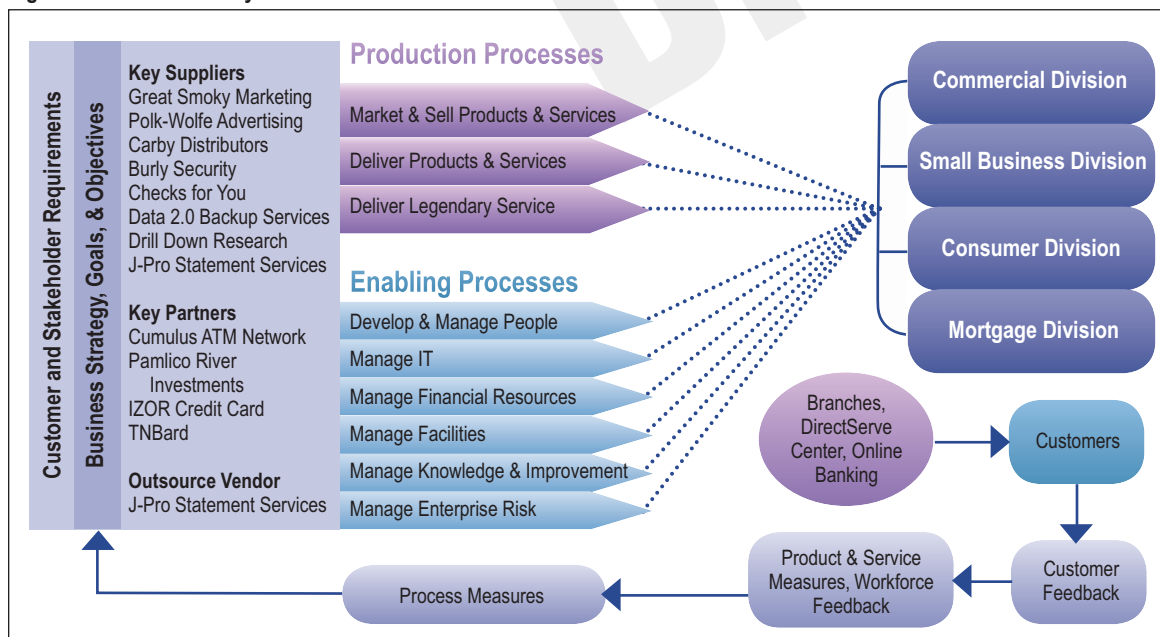 Customer and Stakeholder Requirements
Business Strategy, Goals, & Objectives
Key Suppliers
Great Smoky Marketing
Polk-Wolfe Advertising
Carby Distributors
Burly Security
Checks for You
Data 2.0 Backup Services
Drill Down Research
J-Pro Statement Services
Key Partners
Cumulus ATM Network
Pamlico River
Investments
IZOR Credit Card
TNBard
Outsource Vendor
J-Pro Statement Services
Production Processes
Market & Sell Products & Services
Deliver Products & Services
Deliver Legendary Service
Enabling Processes
Develop & Manage People
Manage IT
Manage Financial Resources
Manage Facilities
Manage Knowledge & Improvement
Manage Enterprise Risk
Commercial Division
Small Business Division
Consumer Division
Mortgage Division
Branches,
DirectServe
Center, Online
Banking
Customers
Customer
Feedback
Product & Service
Measures, Workforce
Feedback
Process Measures